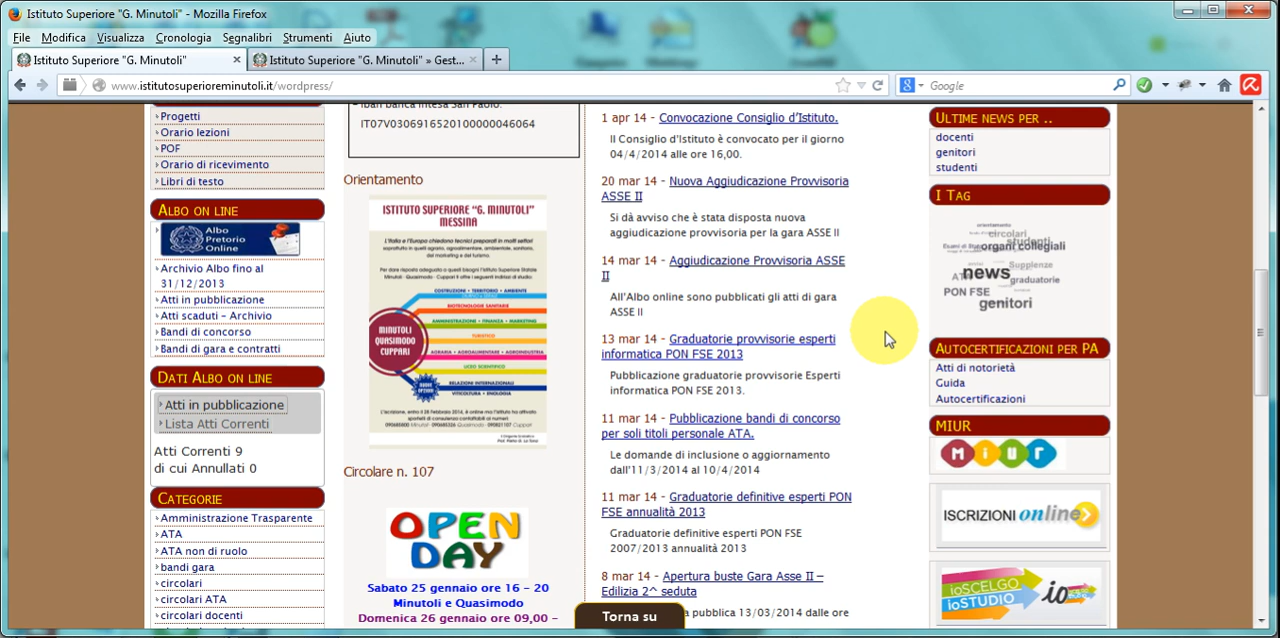 Istituto Superiore "G. Minutoli" - Mozilla Firefox
File Modifica Visualizza Cronologia Segnalibri Strumenti Aiuto
Istituto Superiore "G. Minutoli" × Istituto Superiore "G. Minutoli" » Gest... × +
www.istitutosuperioreminutoli.it/wordpress/
Google
Progetti
Orario lezioni
POF
Orario di ricevimento
Libri di testo
Albo on line
Albo
Pretorio
Online
Archivio Albo fino al
31/12/2013
Atti in pubblicazione
Atti scaduti – Archivio
Bandi di concorso
Bandi di gara e contratti
Dati Albo on line
Atti in pubblicazione
Lista Atti Correnti
Atti Correnti 9
di cui Annullati 0
Categorie
Amministrazione Trasparente
ATA
ATA non di ruolo
bandi gara
circolari
circolari ATA
circolari docenti
IT07V0306916520100000046064
Orientamento
ISTITUTO SUPERIORE "G. MINUTOLI"
MESSINA
COSTRUZIONI • TERRITORIO • AMBIENTE
BIOTECNOLOGIE SANITARIE
AMMINISTRAZIONE • FINANZA • MARKETING
TURISTICO
AGRARIA • AGROALIMENTARE • AGROINDUSTRIA
LICEO SCIENTIFICO
RELAZIONI INTERNAZIONALI
VITICOLTURA • ENOLOGIA
MINUTOLI
QUASIMODO
CUPPARI
Circolare n. 107
OPEN
DAY
Sabato 25 gennaio ore 16 – 20
Minutoli e Quasimodo
Domenica 26 gennaio ore 09,00 –
1 apr 14 - Convocazione Consiglio d'Istituto.
Il Consiglio d'Istituto è convocato per il giorno
04/4/2014 alle ore 16,00.
20 mar 14 - Nuova Aggiudicazione Provvisoria
ASSE II
Si dà avviso che è stata disposta nuova
aggiudicazione provvisoria per la gara ASSE II
14 mar 14 - Aggiudicazione Provvisoria ASSE
II
All'Albo online sono pubblicati gli atti di gara
ASSE II
13 mar 14 - Graduatorie provvisorie esperti
informatica PON FSE 2013
Pubblicazione graduatorie provvisorie Esperti
informatica PON FSE 2013.
11 mar 14 - Pubblicazione bandi di concorso
per soli titoli personale ATA.
Le domande di inclusione o aggiornamento
dall'11/3/2014 al 10/4/2014
11 mar 14 - Graduatorie definitive esperti PON
FSE annualità 2013
Graduatorie definitive esperti PON FSE
2007/2013 annualità 2013
8 mar 14 - Apertura buste Gara Asse II –
Edilizia 2^ seduta
pubblica 13/03/2014 dalle ore
Torna su
Ultime news per ..
docenti
genitori
studenti
I Tag
circolari
studenti
organi collegiali
Supplenze
news
graduatorie
PON FSE
genitori
Autocertificazioni per PA
Atti di notorietà
Guida
Autocertificazioni
MIUR
MIUR
ISCRIZIONI online
ioSCELGO
ioSTUDIO
io